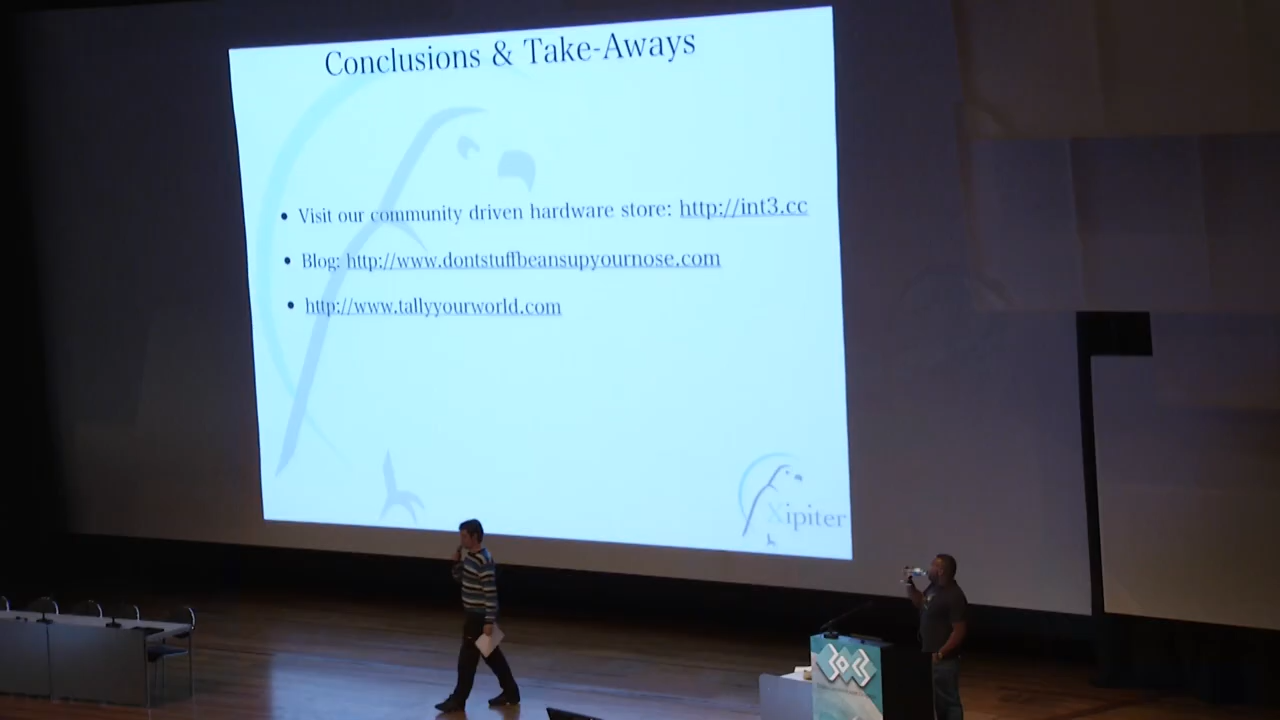 Conclusions & Take-Aways
• Visit our community driven hardware store: http://int3.cc
• Blog: http://www.dontstuffbeansupyournose.com
• http://www.tallyyourworld.com
Xipiter